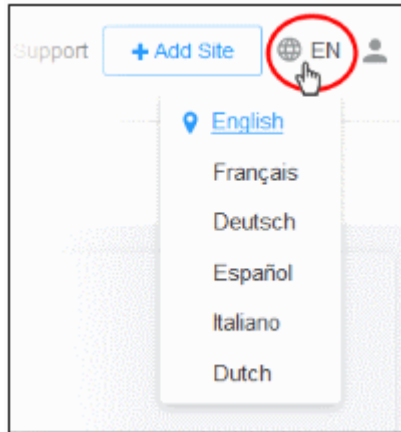 Support + Add Site EN
English
Français
Deutsch
Español
Italiano
Dutch